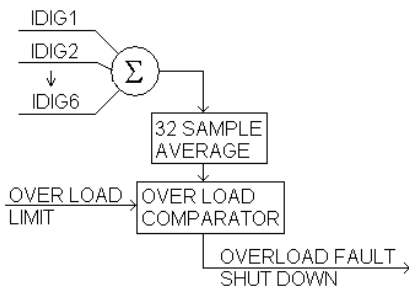 IDIG1
IDIG2
IDIG6
Σ
32 SAMPLE
AVERAGE
OVER LOAD
LIMIT
OVER LOAD
COMPARATOR
OVERLOAD FAULT
SHUT DOWN